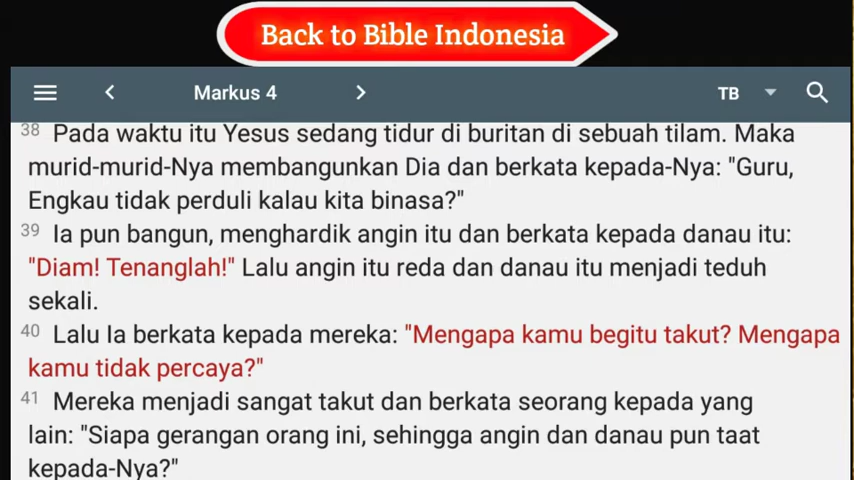 Back to Bible Indonesia
Markus 4
TB
38 Pada waktu itu Yesus sedang tidur di buritan di sebuah tilam. Maka
murid-murid-Nya membangunkan Dia dan berkata kepada-Nya: "Guru,
Engkau tidak perduli kalau kita binasa?"
39 Ia pun bangun, menghardik angin itu dan berkata kepada danau itu:
"Diam! Tenanglah!" Lalu angin itu reda dan danau itu menjadi teduh
sekali.
40 Lalu Ia berkata kepada mereka: "Mengapa kamu begitu takut? Mengapa
kamu tidak percaya?"
41 Mereka menjadi sangat takut dan berkata seorang kepada yang
lain: "Siapa gerangan orang ini, sehingga angin dan danau pun taat
kepada-Nya?"